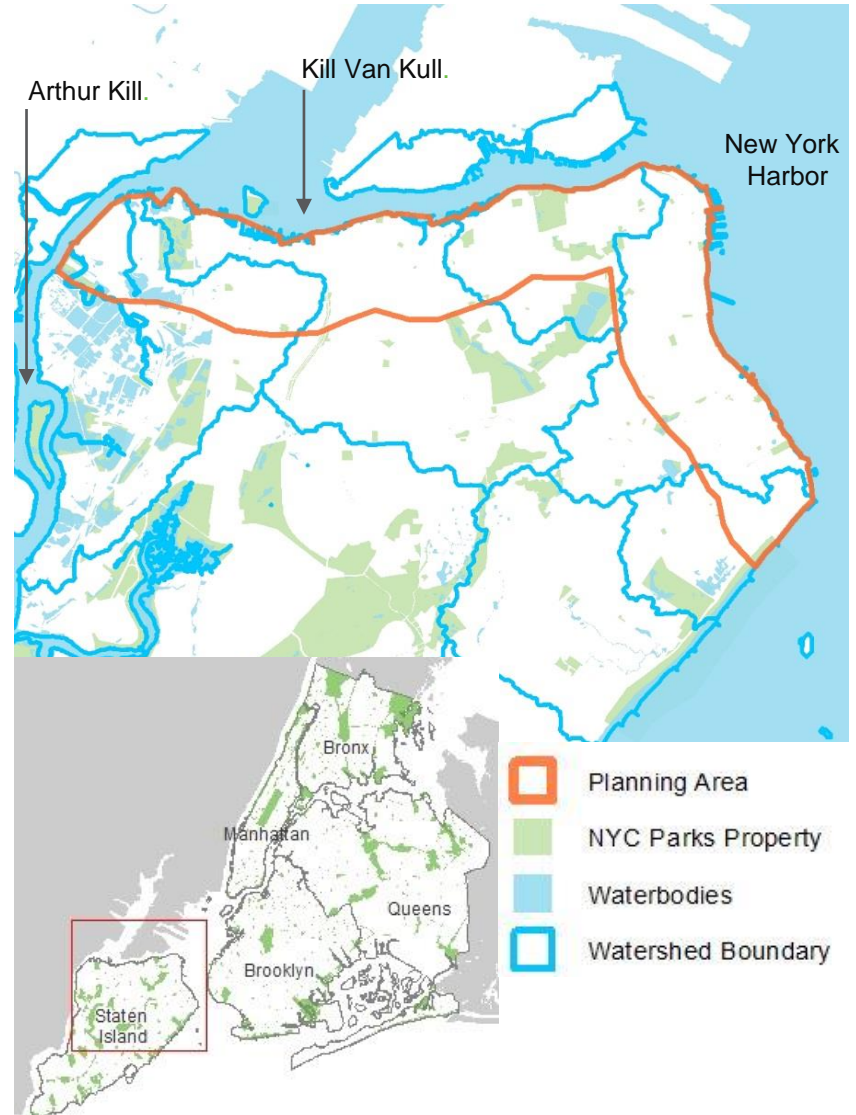 Kill Van Kull.
Arthur Kill.
New York
Harbor
Bronx
Manhattan
Queens
Brooklyn
Staten
Island
Planning Area
NYC Parks Property
Waterbodies
Watershed Boundary